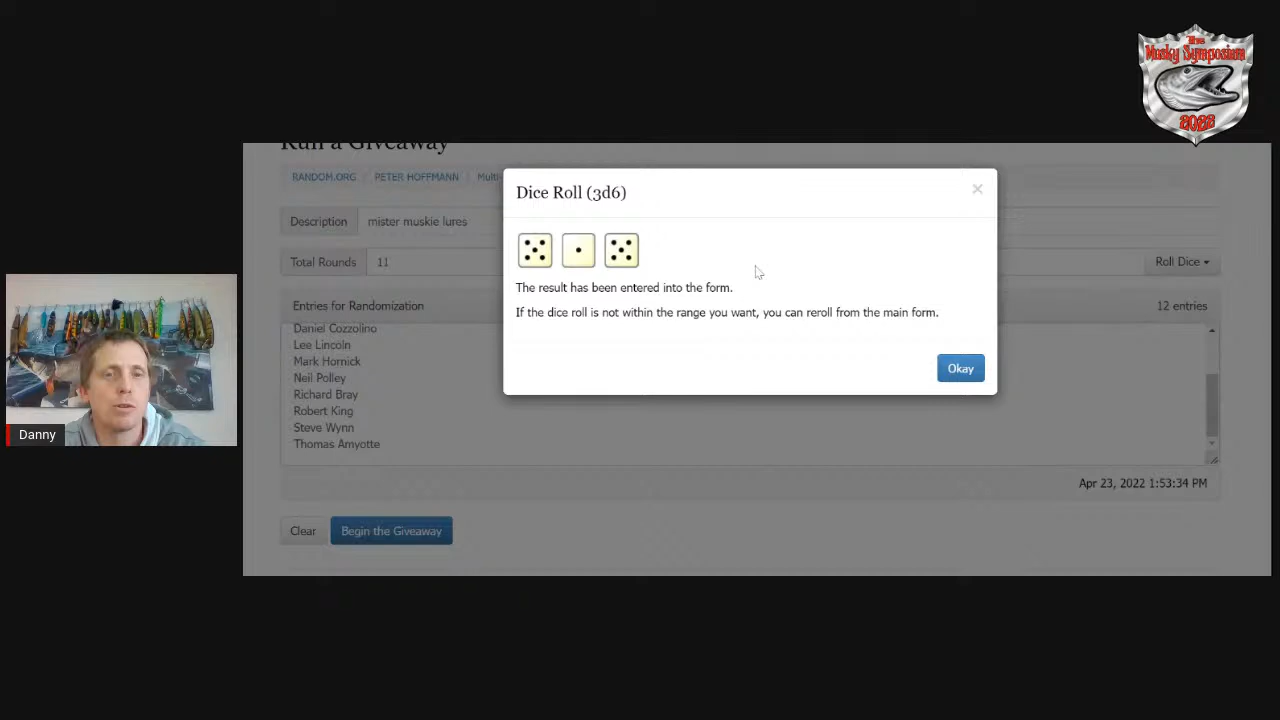 The
Musky Symposium
2022
Run a Giveaway
RANDOM.ORG / PETER HOFFMANN / Multi-
Dice Roll (3d6)
×
Description
mister muskie lures
Total Rounds
11
Roll Dice
The result has been entered into the form.
If the dice roll is not within the range you want, you can reroll from the main form.
Okay
Entries for Randomization
12 entries
Daniel Cozzolino
Lee Lincoln
Mark Hornick
Neil Polley
Richard Bray
Robert King
Steve Wynn
Thomas Amyotte
Danny
Apr 23, 2022 1:53:34 PM
Clear
Begin the Giveaway